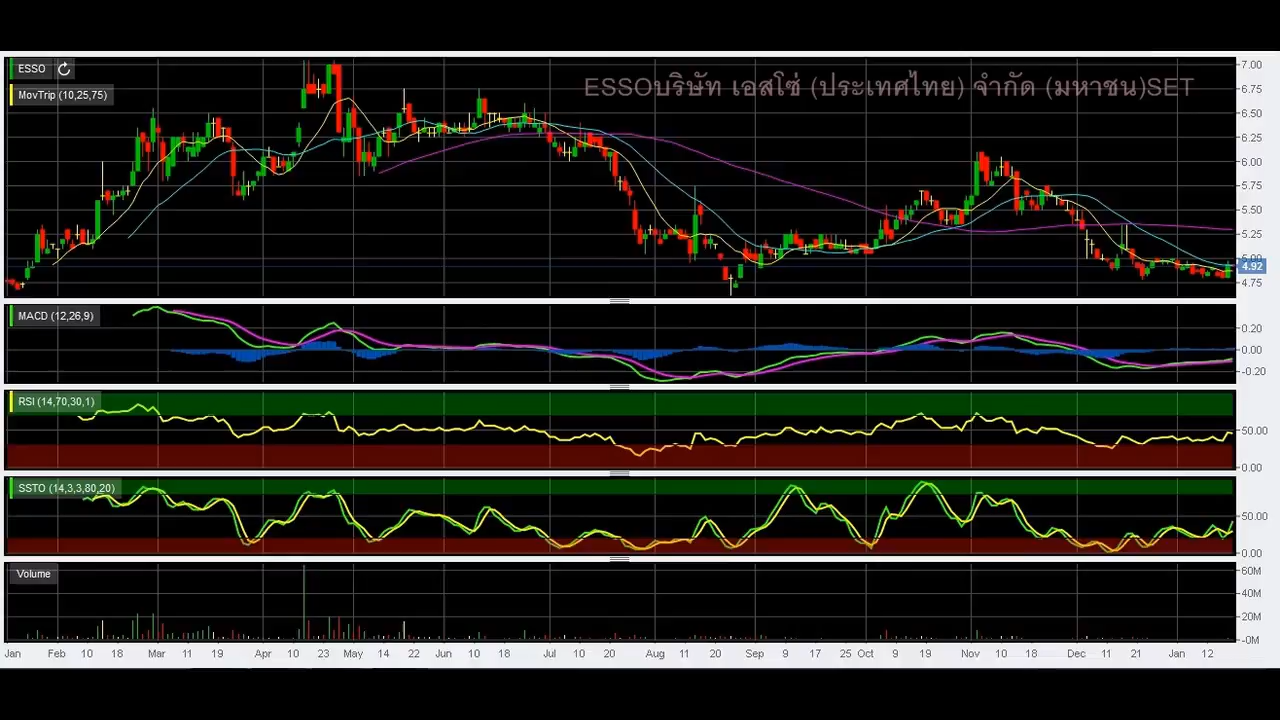 ESSO
MovTrip (10,25,75)
ESSOบริษัท เอสโซ่ (ประเทศไทย) จำกัด (มหาชน)SET
7.00
6.75
6.50
6.25
6.00
5.75
5.50
5.25
5.00
4.92
4.75
MACD (12,26,9)
0.20
0.00
-0.20
RSI (14,70,30,1)
50.00
0.00
SSTO (14,3,3,80,20)
50.00
0.00
Volume
60M
40M
20M
-0M
Jan Feb 10 18 Mar 11 19 Apr 10 23 May 14 22 Jun 10 18 Jul 10 20 Aug 11 20 Sep 9 17 25 Oct 9 19 Nov 10 18 Dec 11 21 Jan 12